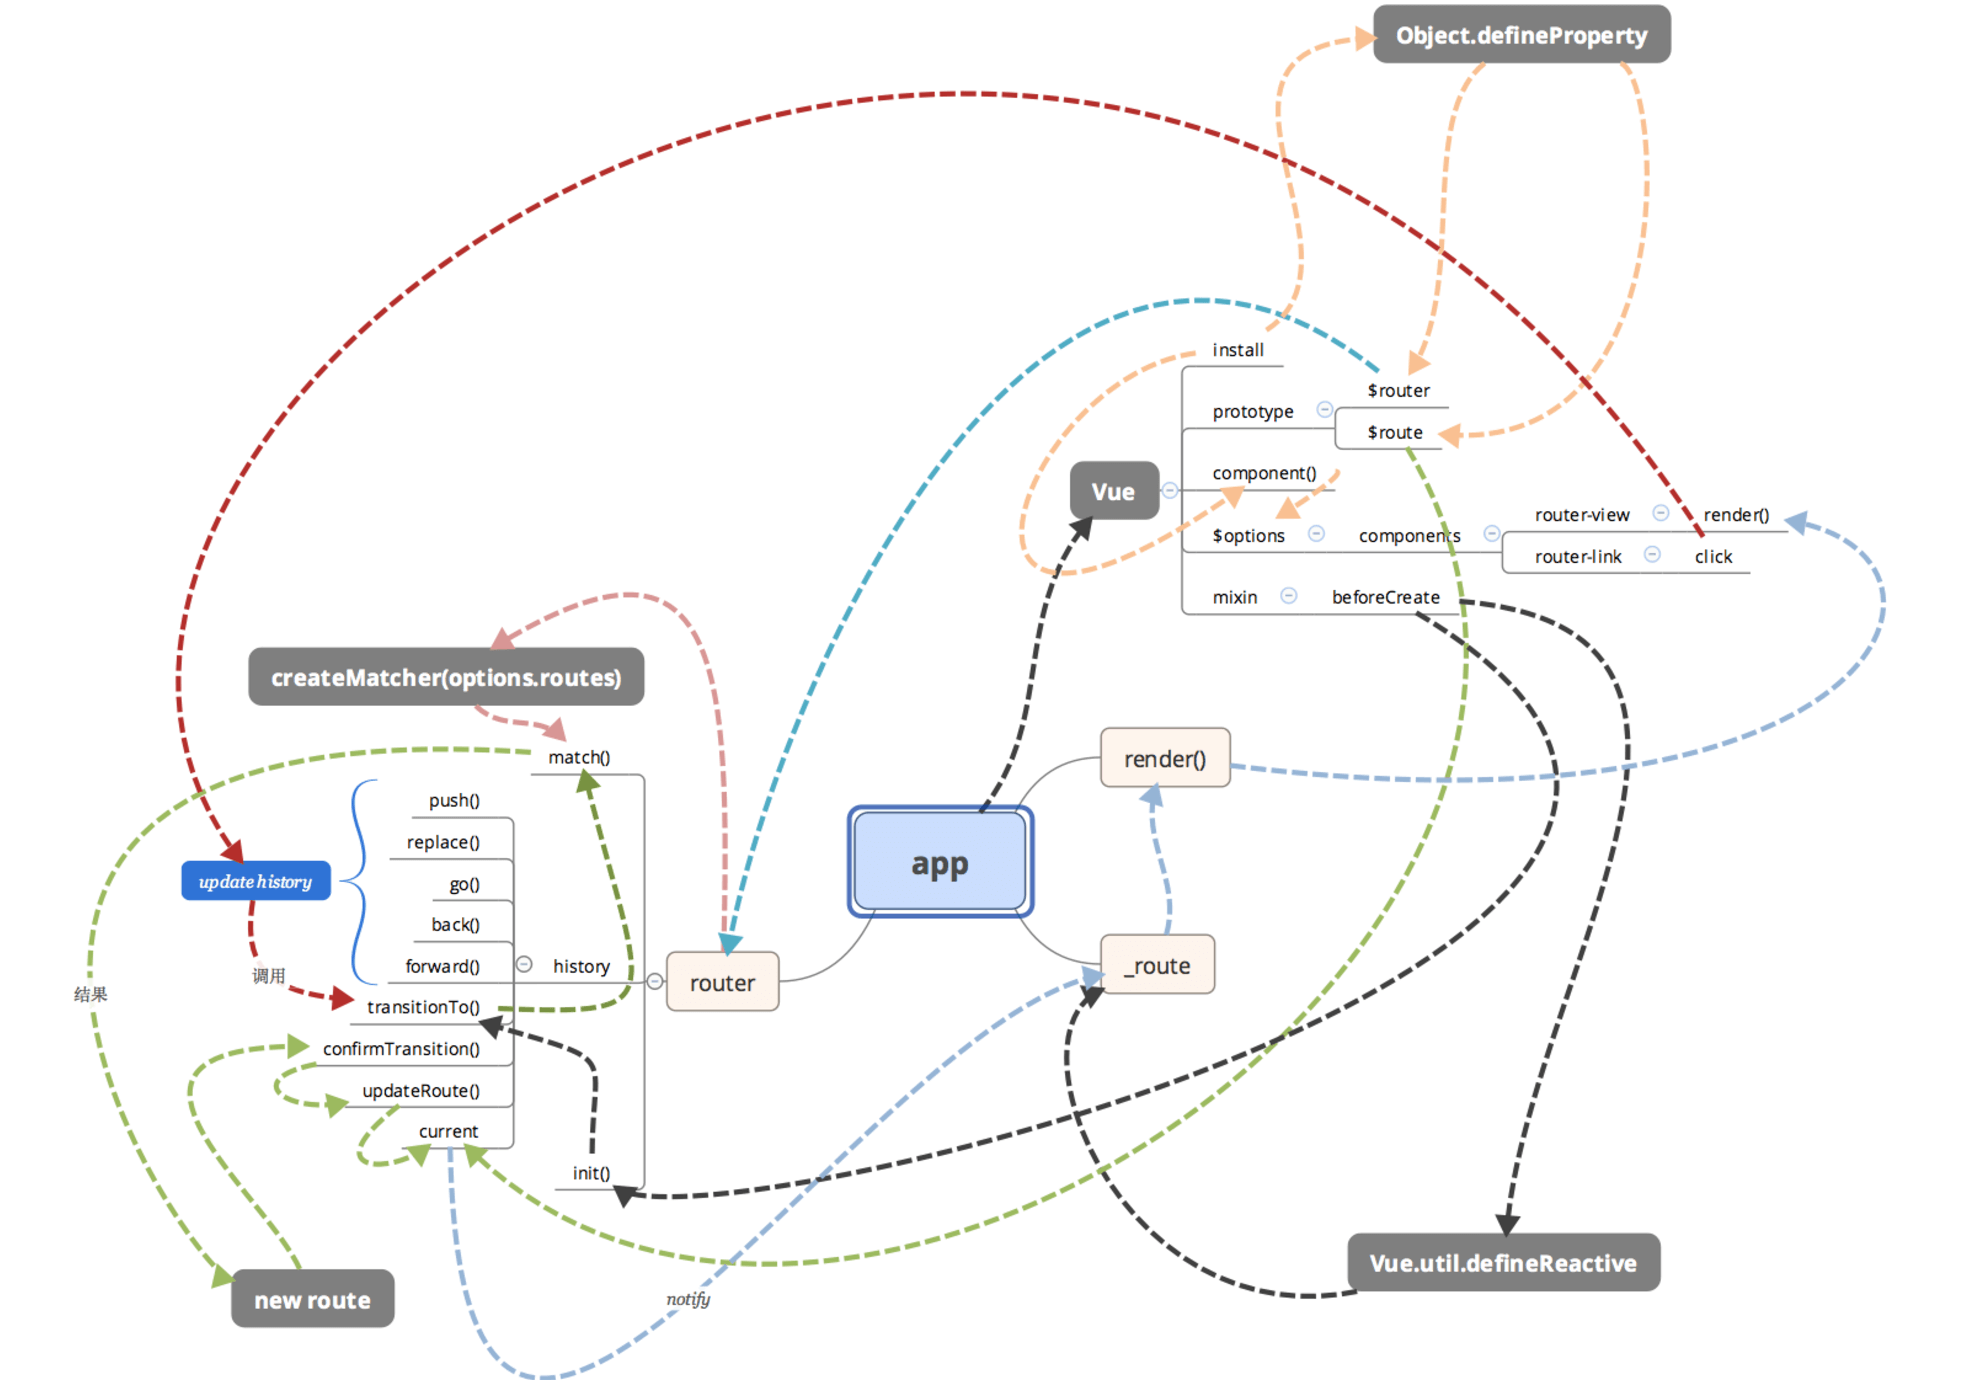 Object.defineProperty
install
$router
prototype
$route
component()
Vue
router-view
render()
$options
components
router-link
click
mixin
beforeCreate
createMatcher(options.routes)
match()
render()
push()
replace()
app
go()
update history
back()
forward()
history
_route
router
调用
结果
transitionTo()
confirmTransition()
updateRoute()
current
init()
Vue.util.defineReactive
new route
notify